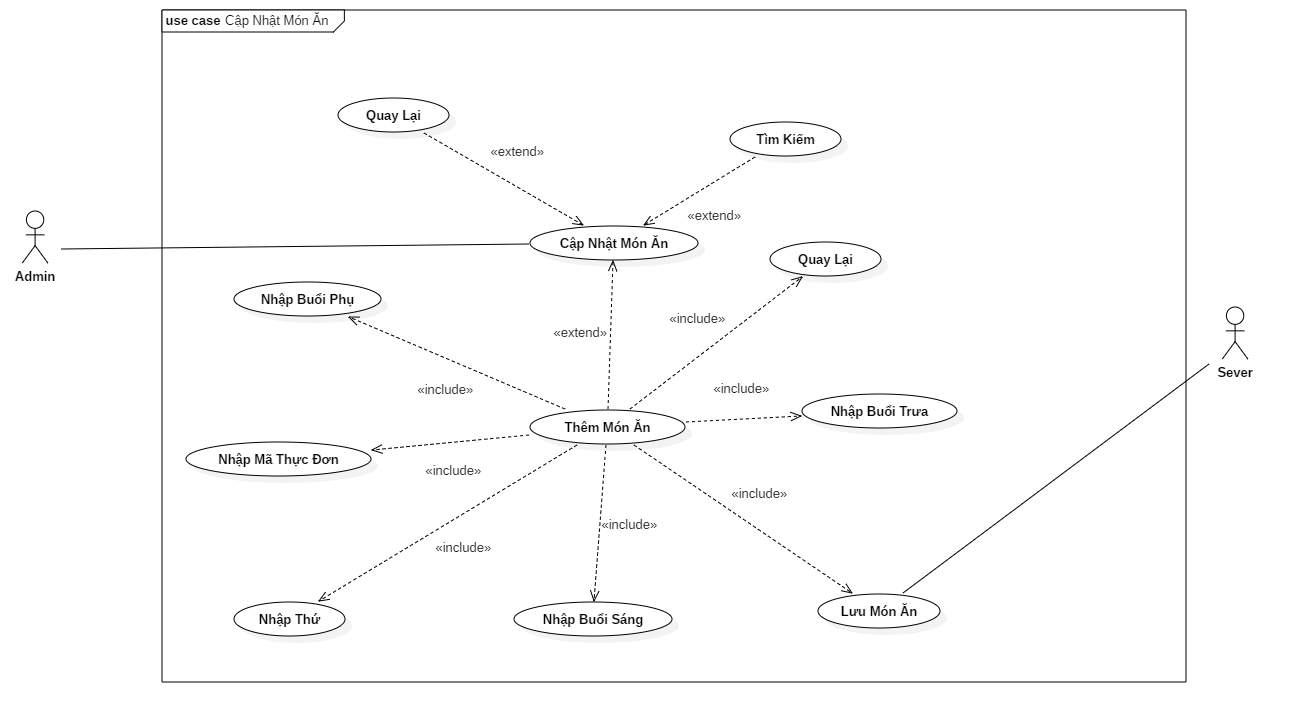 use case Cập Nhật Món Ăn
Quay Lại
Tìm Kiếm
«extend»
«extend»
Cập Nhật Món Ăn
Quay Lại
Admin
Nhập Buổi Phụ
«include»
«extend»
Sever
«include»
«include»
Nhập Buổi Trưa
Thêm Món Ăn
Nhập Mã Thực Đơn
«include»
«include»
«include»
«include»
Lưu Món Ăn
Nhập Thứ
Nhập Buổi Sáng